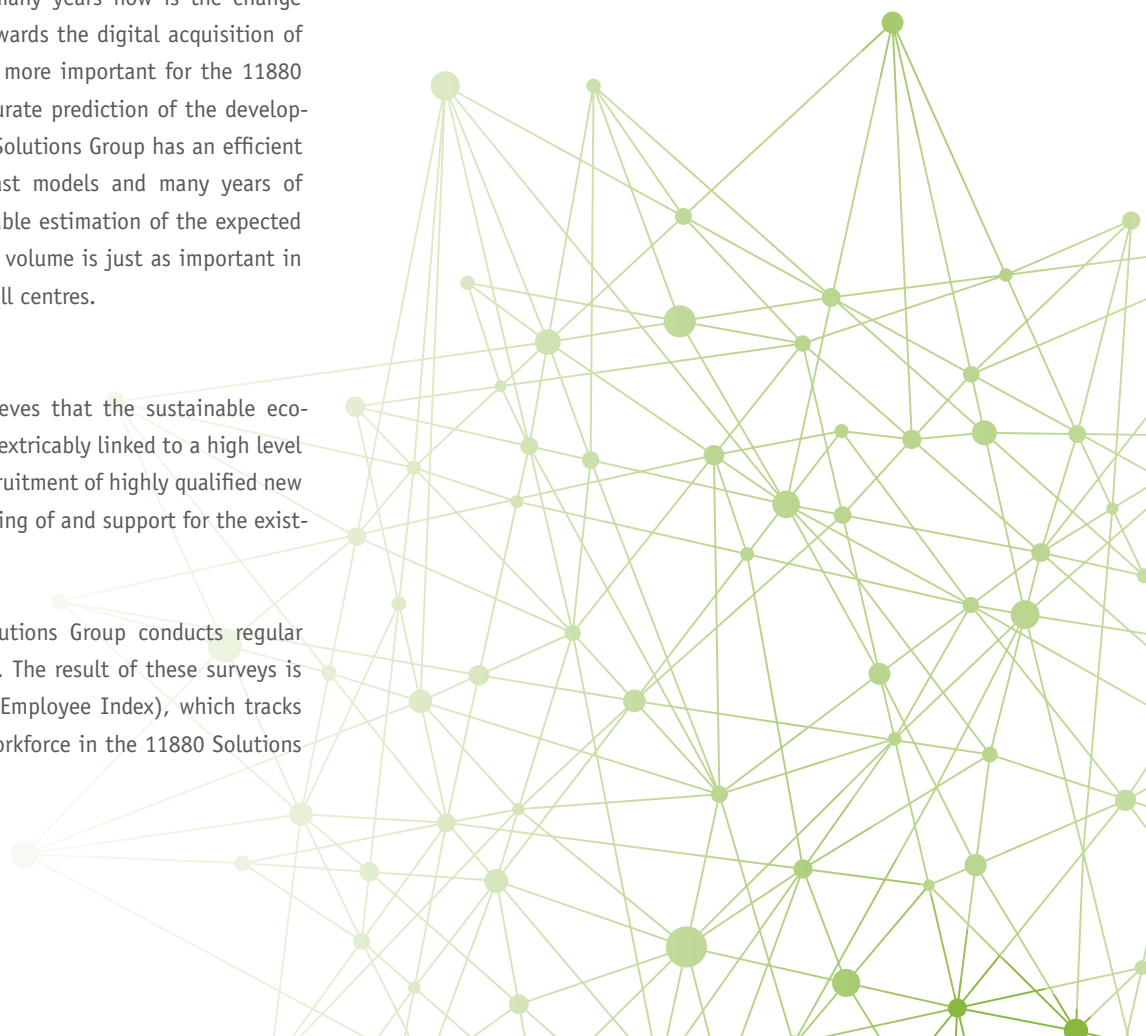 many years now is the change
wards the digital acquisition of
more important for the 11880
urate prediction of the develop-
Solutions Group has an efficient
ast models and many years of
able estimation of the expected
volume is just as important in
ll centres.
eves that the sustainable eco-
extricably linked to a high level
ruitment of highly qualified new
ing of and support for the exist-
utions Group conducts regular
. The result of these surveys is
Employee Index), which tracks
orkforce in the 11880 Solutions